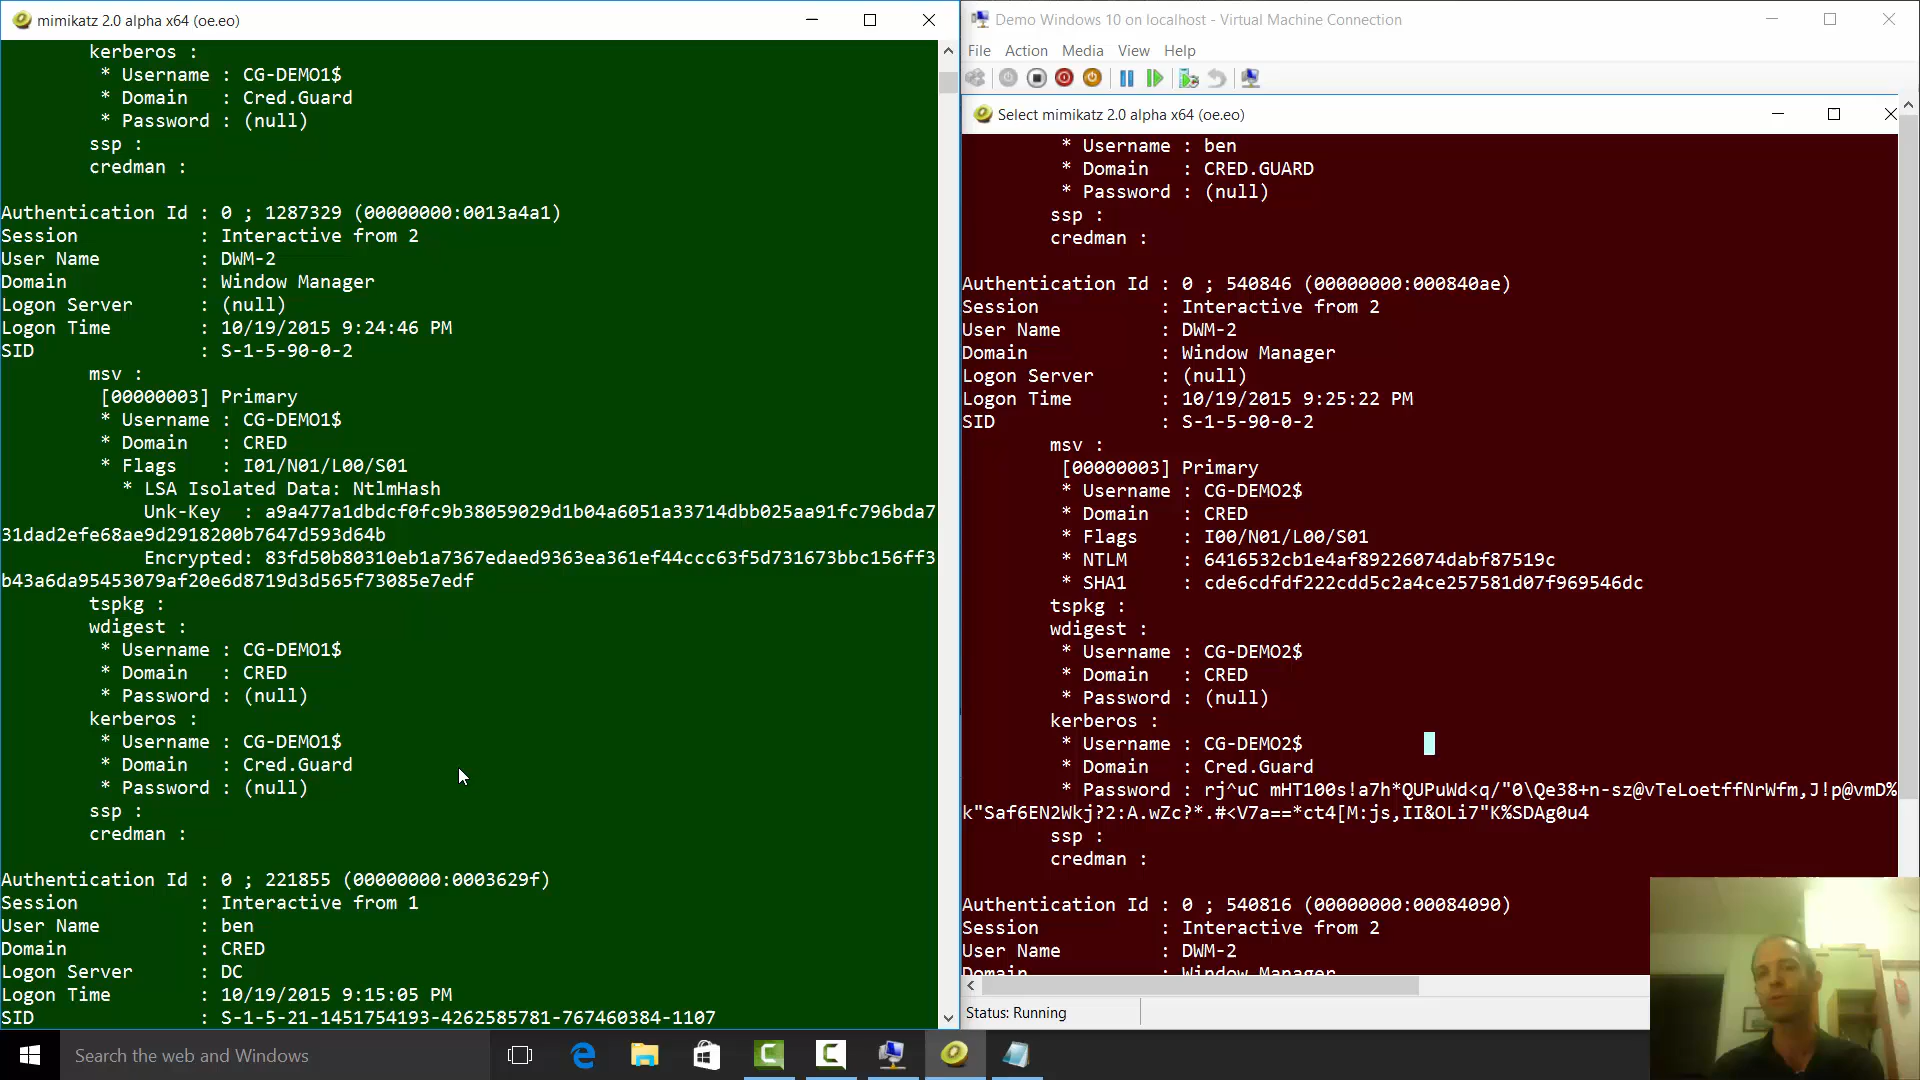 mimikatz 2.0 alpha x64 (oe.eo)
kerberos :
* Username : CG-DEMO1$
* Domain   : Cred.Guard
* Password : (null)
ssp :
credman :
Authentication Id : 0 ; 1287329 (00000000:0013a4a1)
Session           : Interactive from 2
User Name         : DWM-2
Domain            : Window Manager
Logon Server      : (null)
Logon Time        : 10/19/2015 9:24:46 PM
SID               : S-1-5-90-0-2
msv :
[00000003] Primary
* Username : CG-DEMO1$
* Domain   : CRED
* Flags    : I01/N01/L00/S01
* LSA Isolated Data: NtlmHash
Unk-Key  : a9a477a1dbdcf0fc9b38059029d1b04a6051a33714dbb025aa91fc796bda7
31dad2efe68ae9d2918200b7647d593d64b
Encrypted: 83fd50b80310eb1a7367edaed9363ea361ef44ccc63f5d731673bbc156ff3
b43a6da95453079af20e6d8719d3d565f73085e7edf
tspkg :
wdigest :
* Username : CG-DEMO1$
* Domain   : CRED
* Password : (null)
kerberos :
* Username : CG-DEMO1$
* Domain   : Cred.Guard
* Password : (null)
ssp :
credman :
Authentication Id : 0 ; 221855 (00000000:0003629f)
Session           : Interactive from 1
User Name         : ben
Domain            : CRED
Logon Server      : DC
Logon Time        : 10/19/2015 9:15:05 PM
SID               : S-1-5-21-1451754193-4262585781-767460384-1107
Demo Windows 10 on localhost - Virtual Machine Connection
File Action Media View Help
Select mimikatz 2.0 alpha x64 (oe.eo)
* Username : ben
* Domain   : CRED.GUARD
* Password : (null)
ssp :
credman :
Authentication Id : 0 ; 540846 (00000000:000840ae)
Session           : Interactive from 2
User Name         : DWM-2
Domain            : Window Manager
Logon Server      : (null)
Logon Time        : 10/19/2015 9:25:22 PM
SID               : S-1-5-90-0-2
msv :
[00000003] Primary
* Username : CG-DEMO2$
* Domain   : CRED
* Flags    : I00/N01/L00/S01
* NTLM     : 6416532cb1e4af89226074dabf87519c
* SHA1     : cde6cdfdf222cdd5c2a4ce257581d07f969546dc
tspkg :
wdigest :
* Username : CG-DEMO2$
* Domain   : CRED
* Password : (null)
kerberos :
* Username : CG-DEMO2$
* Domain   : Cred.Guard
* Password : rj^uC mHT100s!a7h*QUPuWd<q/"0\Qe38+n-sz@vTeLoetffNrWfm,J!p@vmD%
k"Saf6EN2Wkj?2:A.wZc?*.#<V7a==*ct4[M:js,II&OLi7"K%SDAg0u4
ssp :
credman :
Authentication Id : 0 ; 540816 (00000000:00084090)
Session           : Interactive from 2
User Name         : DWM-2
Domain            : Window Manager
Status: Running
Search the web and Windows